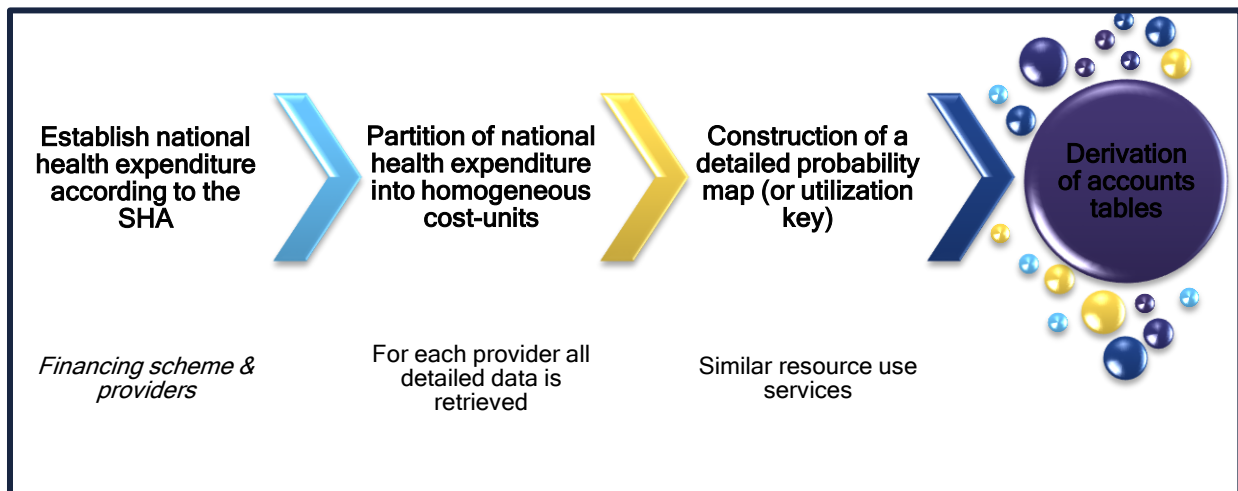 Establish national
health expenditure
according to the
SHA
Partition of national
health expenditure
into homogeneous
cost-units
Construction of a
detailed probability
map (or utilization
key)
Derivation
of accounts
tables
Financing scheme &
providers
For each provider all
detailed data is
retrieved
Similar resource use
services